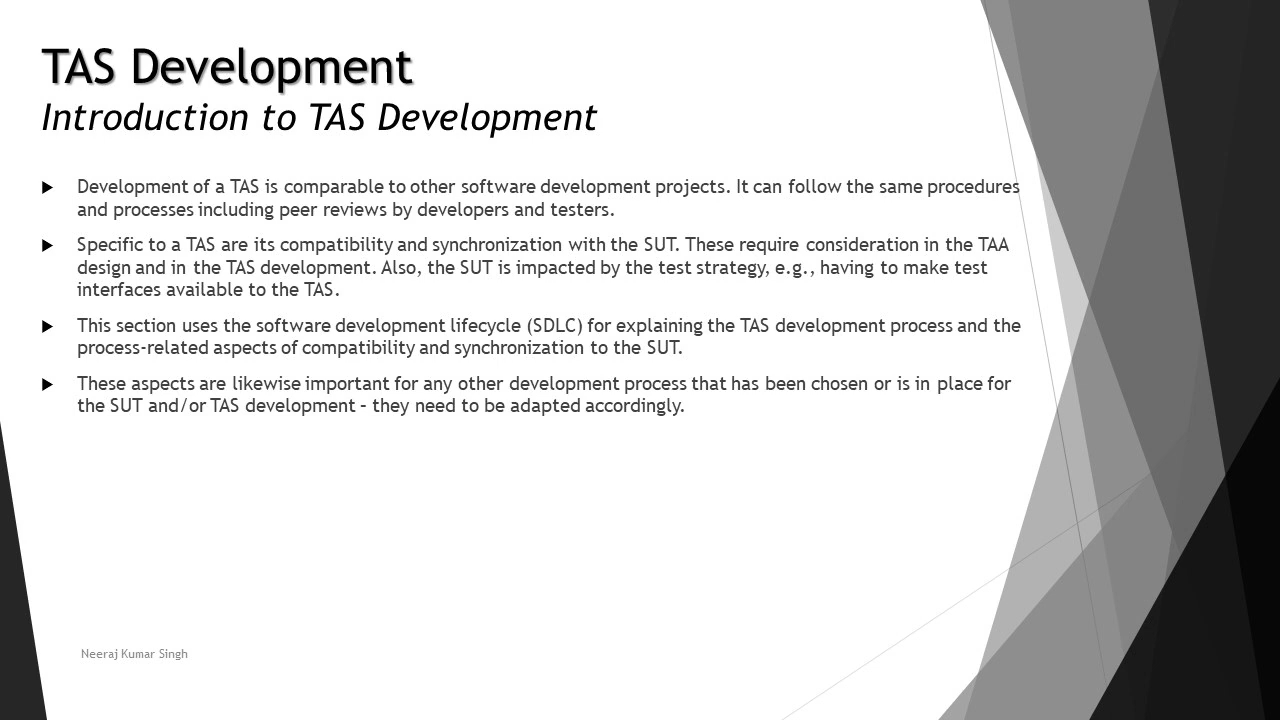 TAS Development
Introduction to TAS Development
Development of a TAS is comparable to other software development projects. It can follow the same procedures
and processes including peer reviews by developers and testers.
Specific to a TAS are its compatibility and synchronization with the SUT. These require consideration in the TAA
design and in the TAS development. Also, the SUT is impacted by the test strategy, e.g., having to make test
interfaces available to the TAS.
This section uses the software development lifecycle (SDLC) for explaining the TAS development process and the
process-related aspects of compatibility and synchronization to the SUT.
These aspects are likewise important for any other development process that has been chosen or is in place for
the SUT and/or TAS development – they need to be adapted accordingly.
Neeraj Kumar Singh